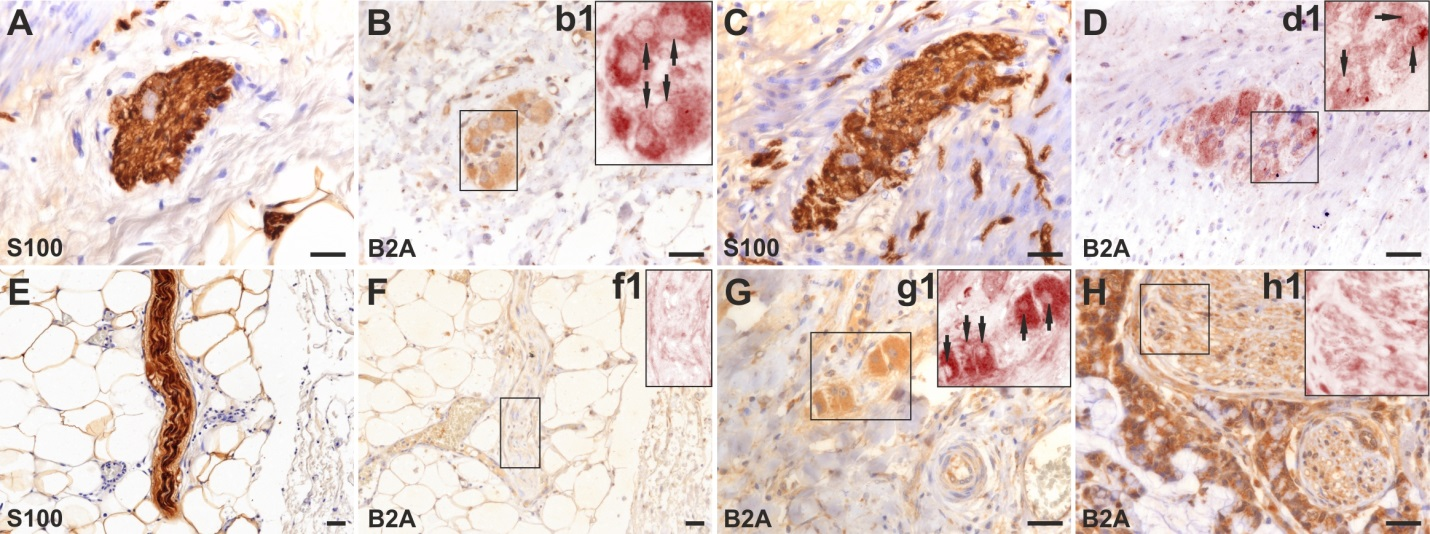 A B b1 C D d1
S100 B2A S100 B2A
E F f1 G g1 H h1
S100 B2A B2A B2A